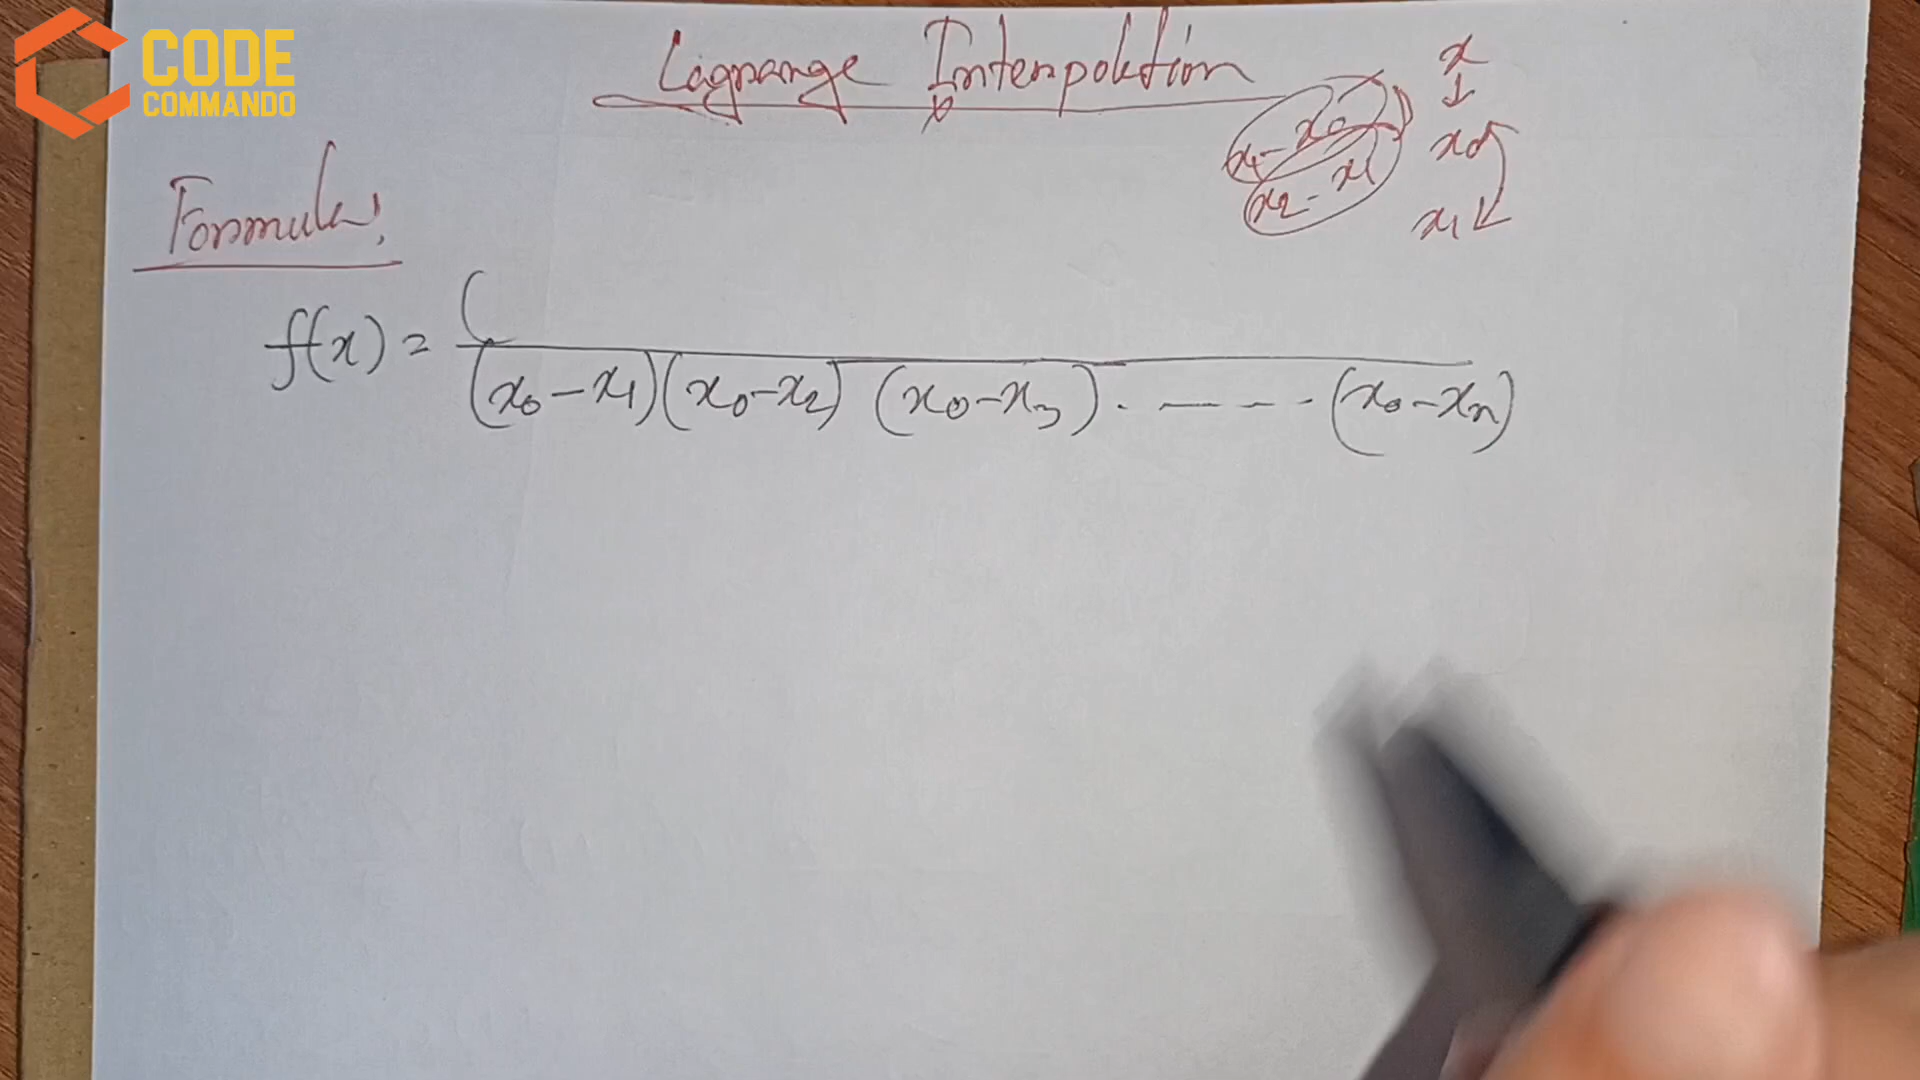 CODE
COMMANDO
Lagrange Interpolation
x
x1 - x0
x0
x2 - x1
x1
Formula:
f(x) = (
(x0-x1)(x0-x2) (x0-x3). ---- (x0-xn)